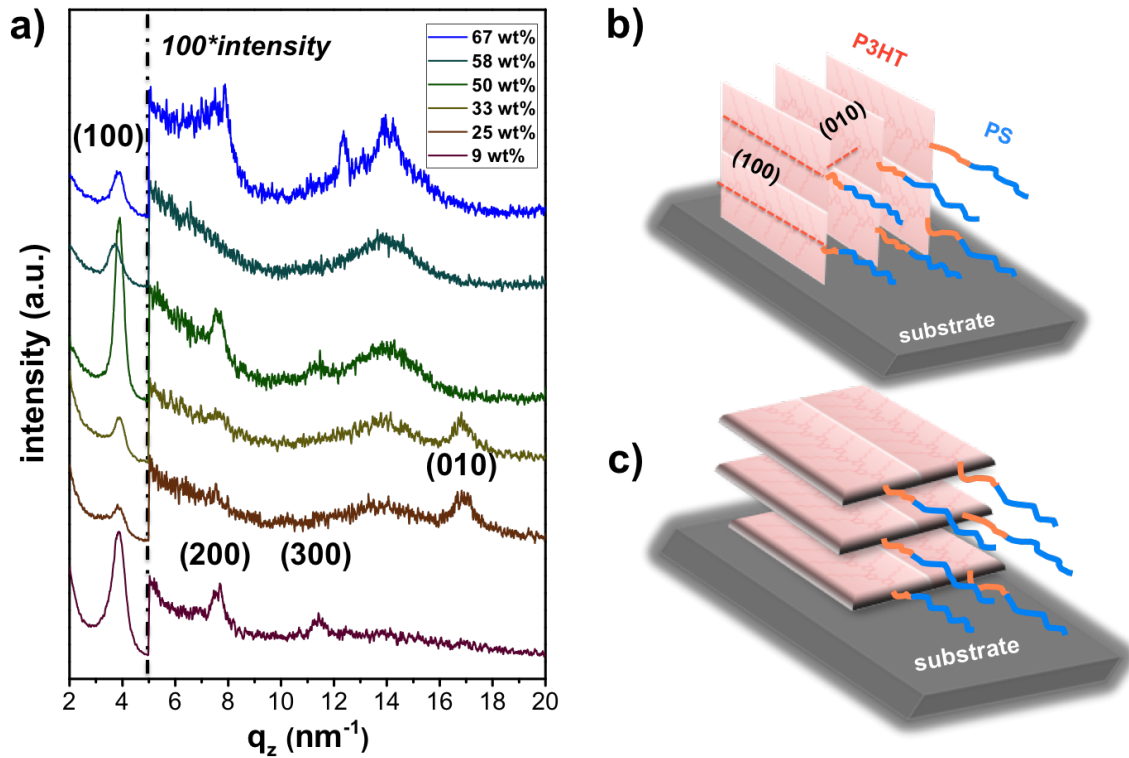 a)
100*intensity
67 wt%
58 wt%
50 wt%
33 wt%
25 wt%
9 wt%
(100)
(010)
(200)
(300)
intensity (a.u.)
2 4 6 8 10 12 14 16 18 20
q_z (nm^-1)
b)
P3HT
(010)
PS
(100)
substrate
c)
substrate